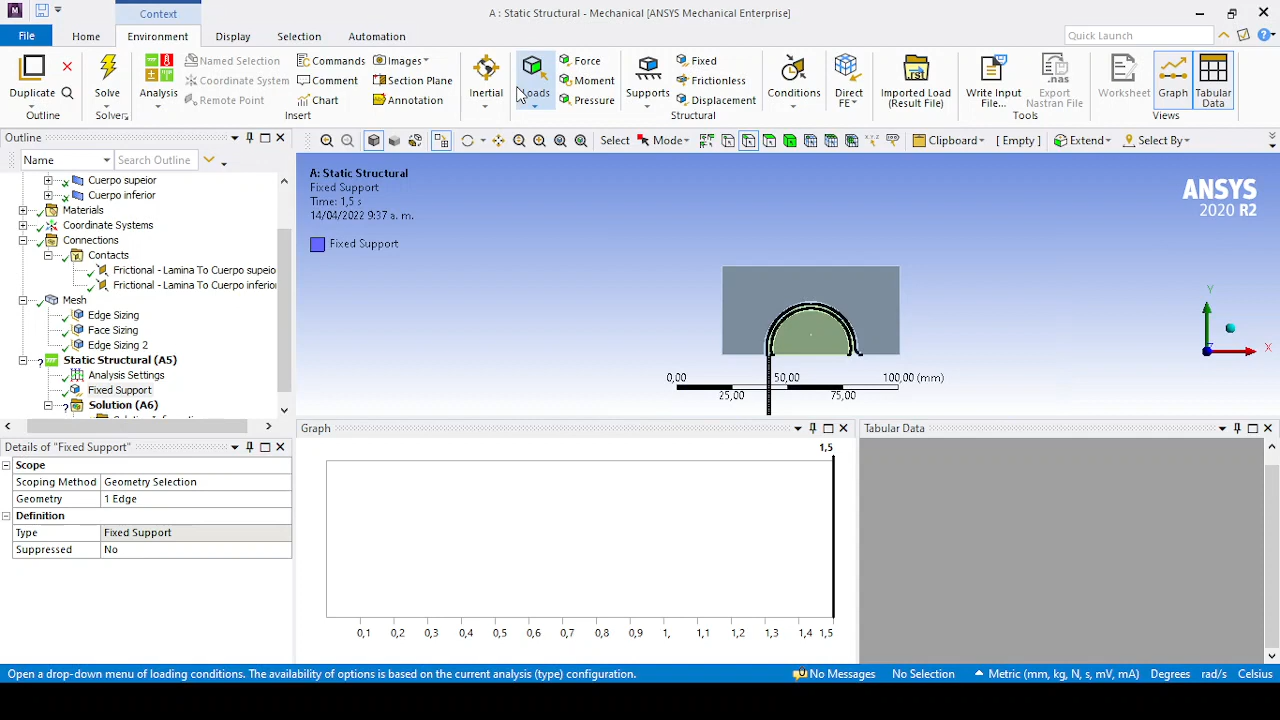 Context
A : Static Structural - Mechanical [ANSYS Mechanical Enterprise]
File
Home
Environment
Display
Selection
Automation
Quick Launch
Duplicate
Outline
Solve
Solvers
Analysis
Named Selection
Coordinate System
Remote Point
Commands
Comment
Chart
Images
Section Plane
Annotation
Insert
Inertial
Loads
Force
Moment
Pressure
Supports
Fixed
Frictionless
Displacement
Conditions
Direct
FE
Structural
Imported Load
(Result File)
Write Input
File...
Export
Nastran File
.nas
Tools
Worksheet
Graph
Tabular
Data
Views
Outline
Name
Search Outline
Select
Mode
Clipboard
[ Empty ]
Extend
Select By
Cuerpo supeior
Cuerpo inferior
Materials
Coordinate Systems
Connections
Contacts
Frictional - Lamina To Cuerpo supeio
Frictional - Lamina To Cuerpo inferior
Mesh
Edge Sizing
Face Sizing
Edge Sizing 2
Static Structural (A5)
Analysis Settings
Fixed Support
Solution (A6)
A: Static Structural
Fixed Support
Time: 1,5 s
14/04/2022 9:37 a. m.
Fixed Support
ANSYS
2020 R2
Y
X
0,00
50,00
100,00 (mm)
25,00
75,00
Details of "Fixed Support"
Scope
Scoping Method
Geometry Selection
Geometry
1 Edge
Definition
Type
Fixed Support
Suppressed
No
Graph
1,5
0,1
0,2
0,3
0,4
0,5
0,6
0,7
0,8
0,9
1,
1,1
1,2
1,3
1,4
1,5
Tabular Data
Open a drop-down menu of loading conditions. The availability of options is based on the current analysis (type) configuration.
No Messages
No Selection
Metric (mm, kg, N, s, mV, mA)
Degrees
rad/s
Celsius